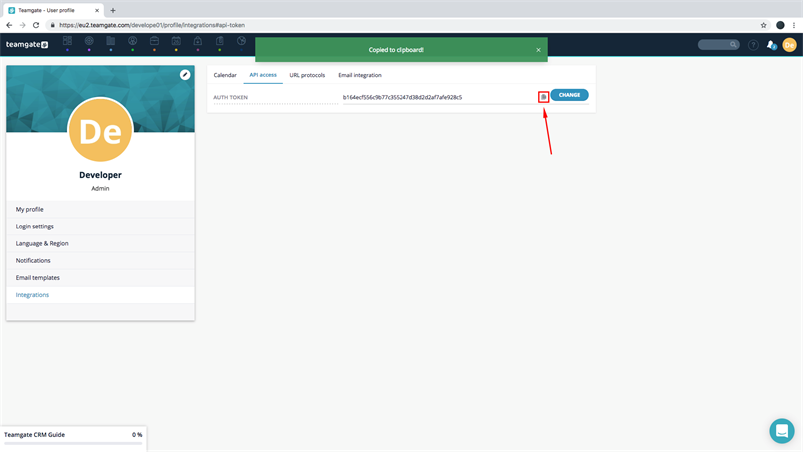 Teamgate - User profile
https://eu2.teamgate.com/develope01/profile/integrations#api-token
teamgate
Copied to clipboard!
?
2
De
De
Developer
Admin
My profile
Login settings
Language & Region
Notifications
Email templates
Integrations
Calendar
API access
URL protocols
Email integration
AUTH TOKEN
b164ecf556c9b77c355247d38d2d2af7afe928c5
CHANGE
Teamgate CRM Guide
0 %